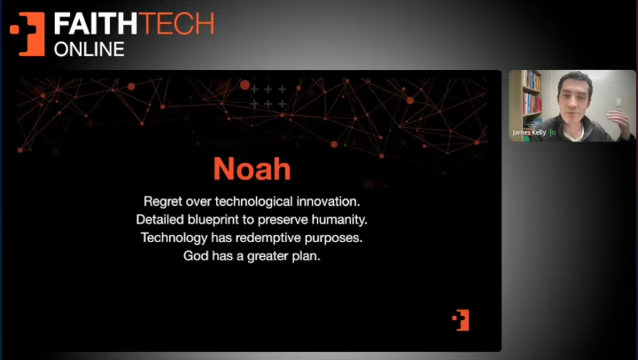 FAITHTECH
ONLINE
James Kelly
Noah
Regret over technological innovation.
Detailed blueprint to preserve humanity.
Technology has redemptive purposes.
God has a greater plan.